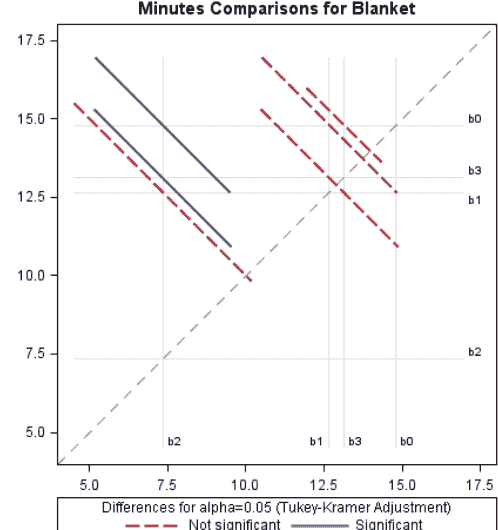 Minutes Comparisons for Blanket
17.5
15.0
12.5
10.0
7.5
5.0
b0
b3
b1
b2
b2 b1 b3 b0
5.0 7.5 10.0 12.5 15.0 17.5
Differences for alpha=0.05 (Tukey-Kramer Adjustment)
Not significant Significant